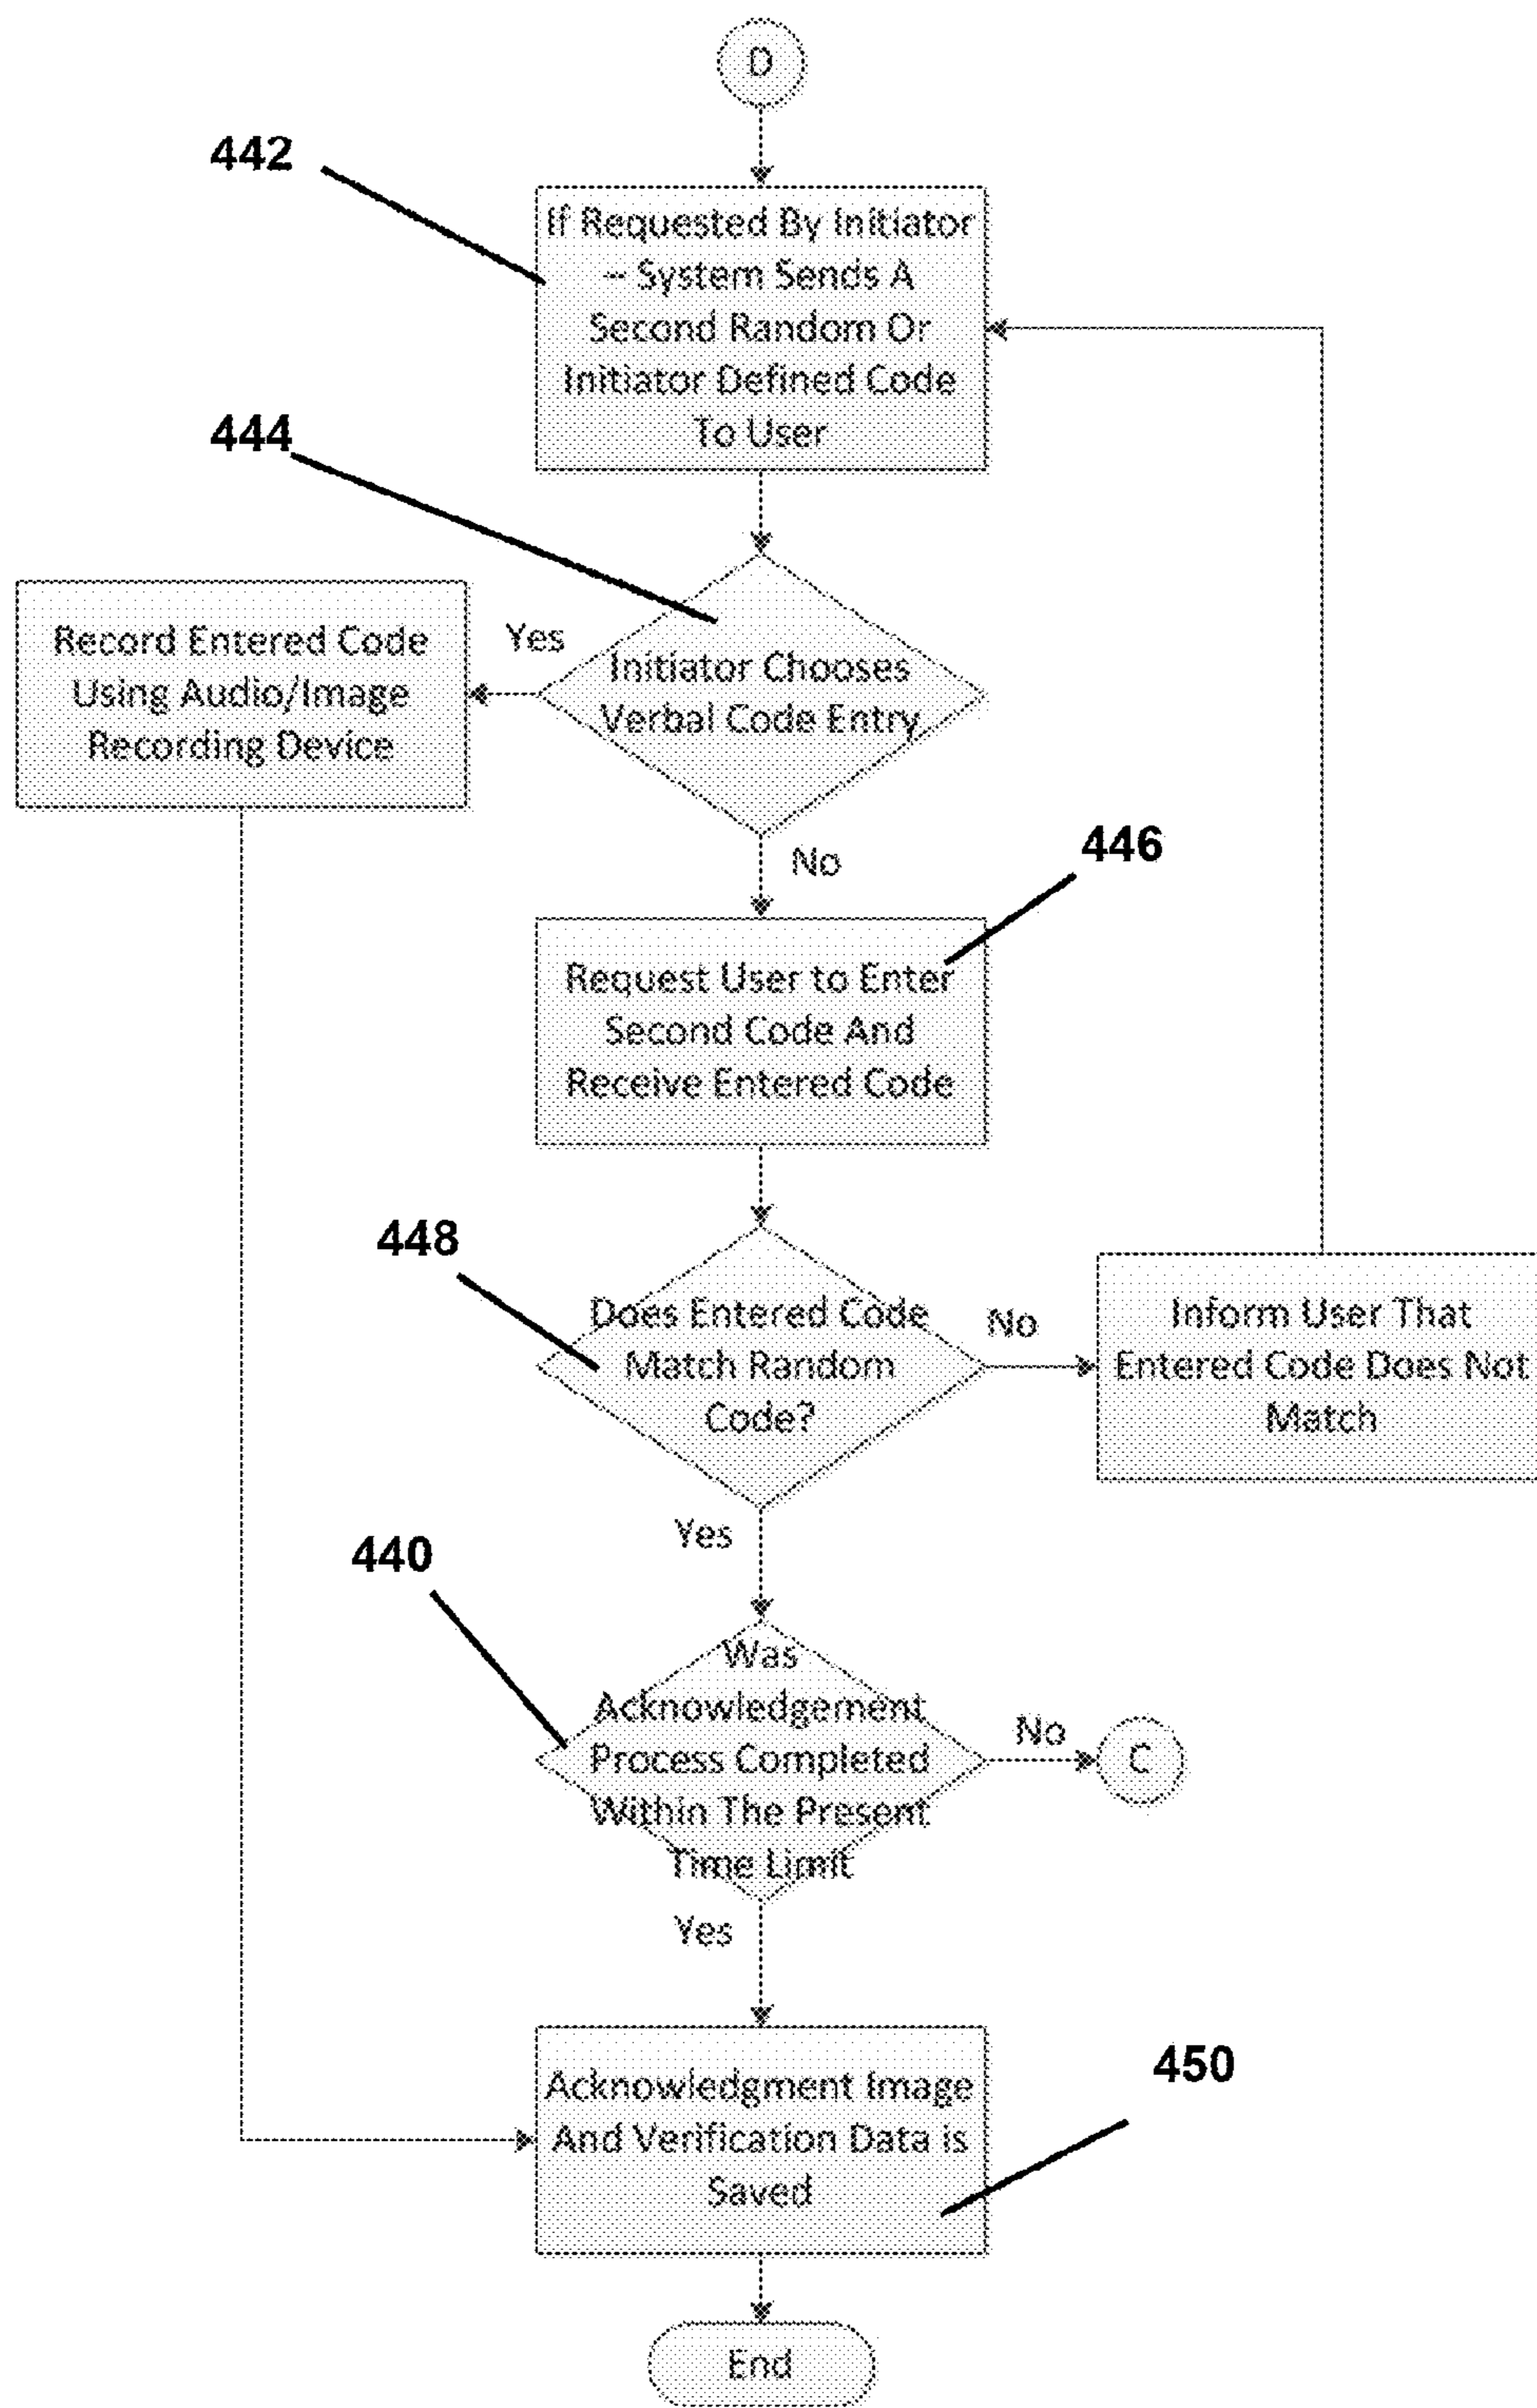 D
442
If Requested By Initiator
-- System Sends A
Second Random Or
Initiator Defined Code
To User
444
Record Entered Code
Using Audio/Image
Recording Device
Yes
Initiator Chooses
Verbal Code Entry
No
446
Request User to Enter
Second Code And
Receive Entered Code
448
Does Entered Code
Match Random
Code?
No
Inform User That
Entered Code Does Not
Match
Yes
440
Was
Acknowledgement
Process Completed
Within The Present
Time Limit
No
C
Yes
450
Acknowledgment Image
And Verification Data is
Saved
End